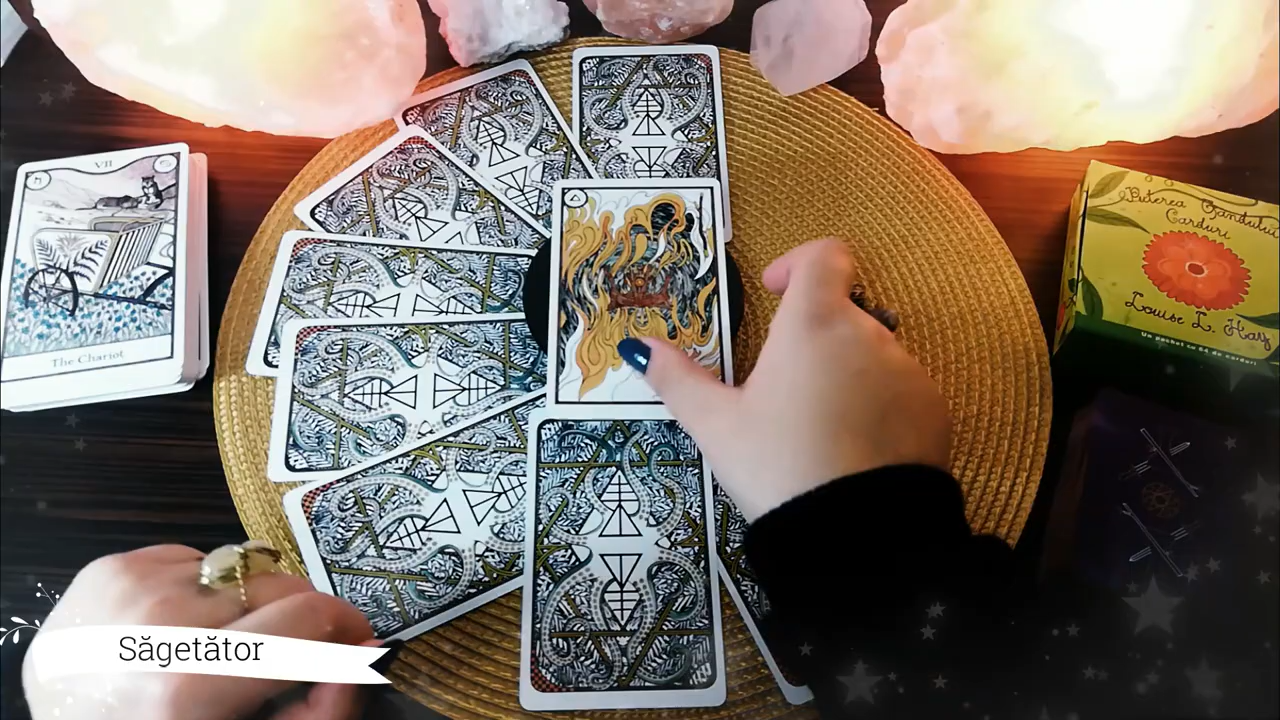 VII
The Chariot
Puterea Gândului
Carduri
Louise L. Hay
Un pachet cu 64 de carduri
Săgetător